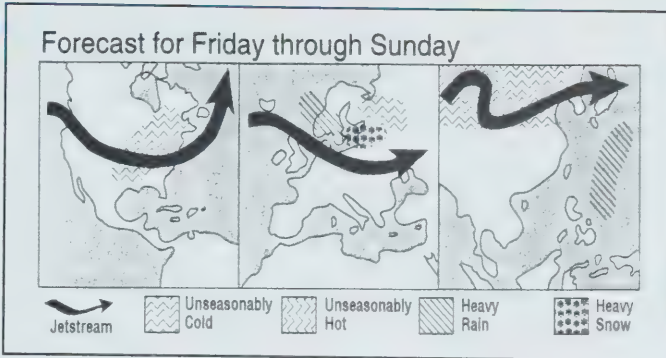 Forecast for Friday through Sunday
Jetstream
Unseasonably
Cold
Unseasonably
Hot
Heavy
Rain
Heavy
Snow